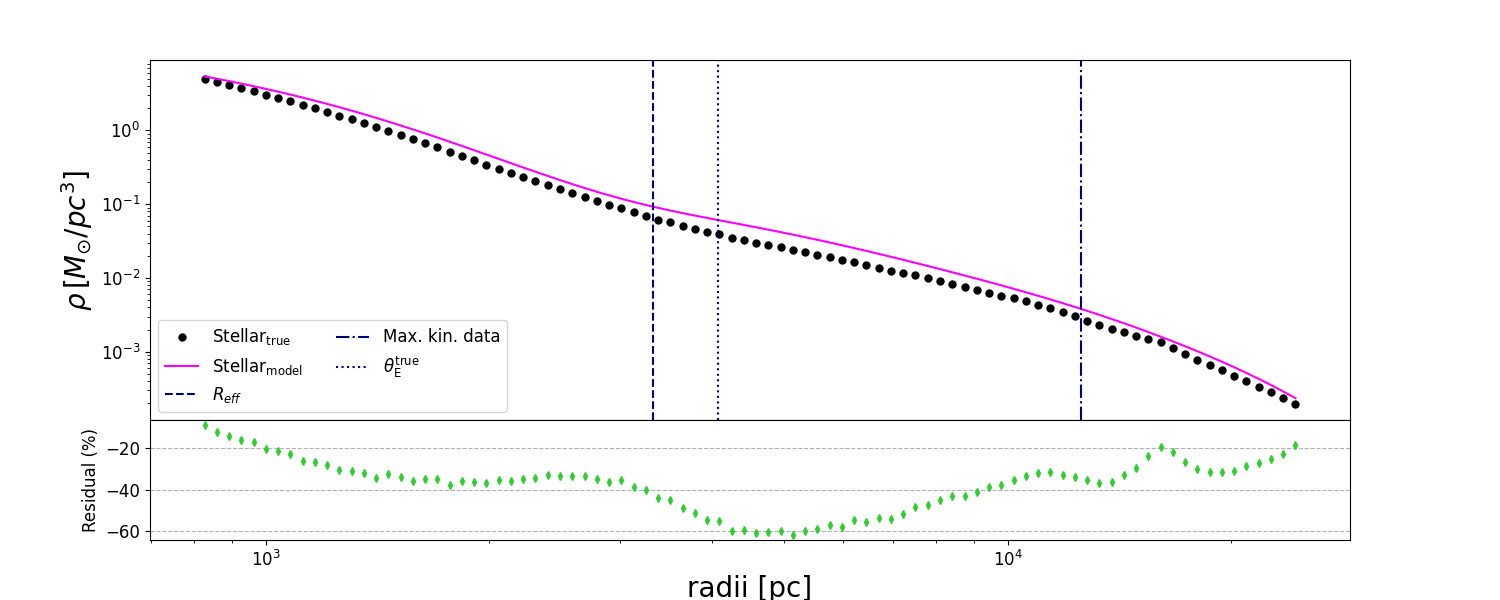 10⁰
10⁻¹
10⁻²
10⁻³
ρ [M⊙/pc³]
Stellar_true
Stellar_model
R_eff
Max. kin. data
θ_E^true
−20
−40
−60
Residual (%)
10³
10⁴
radii [pc]